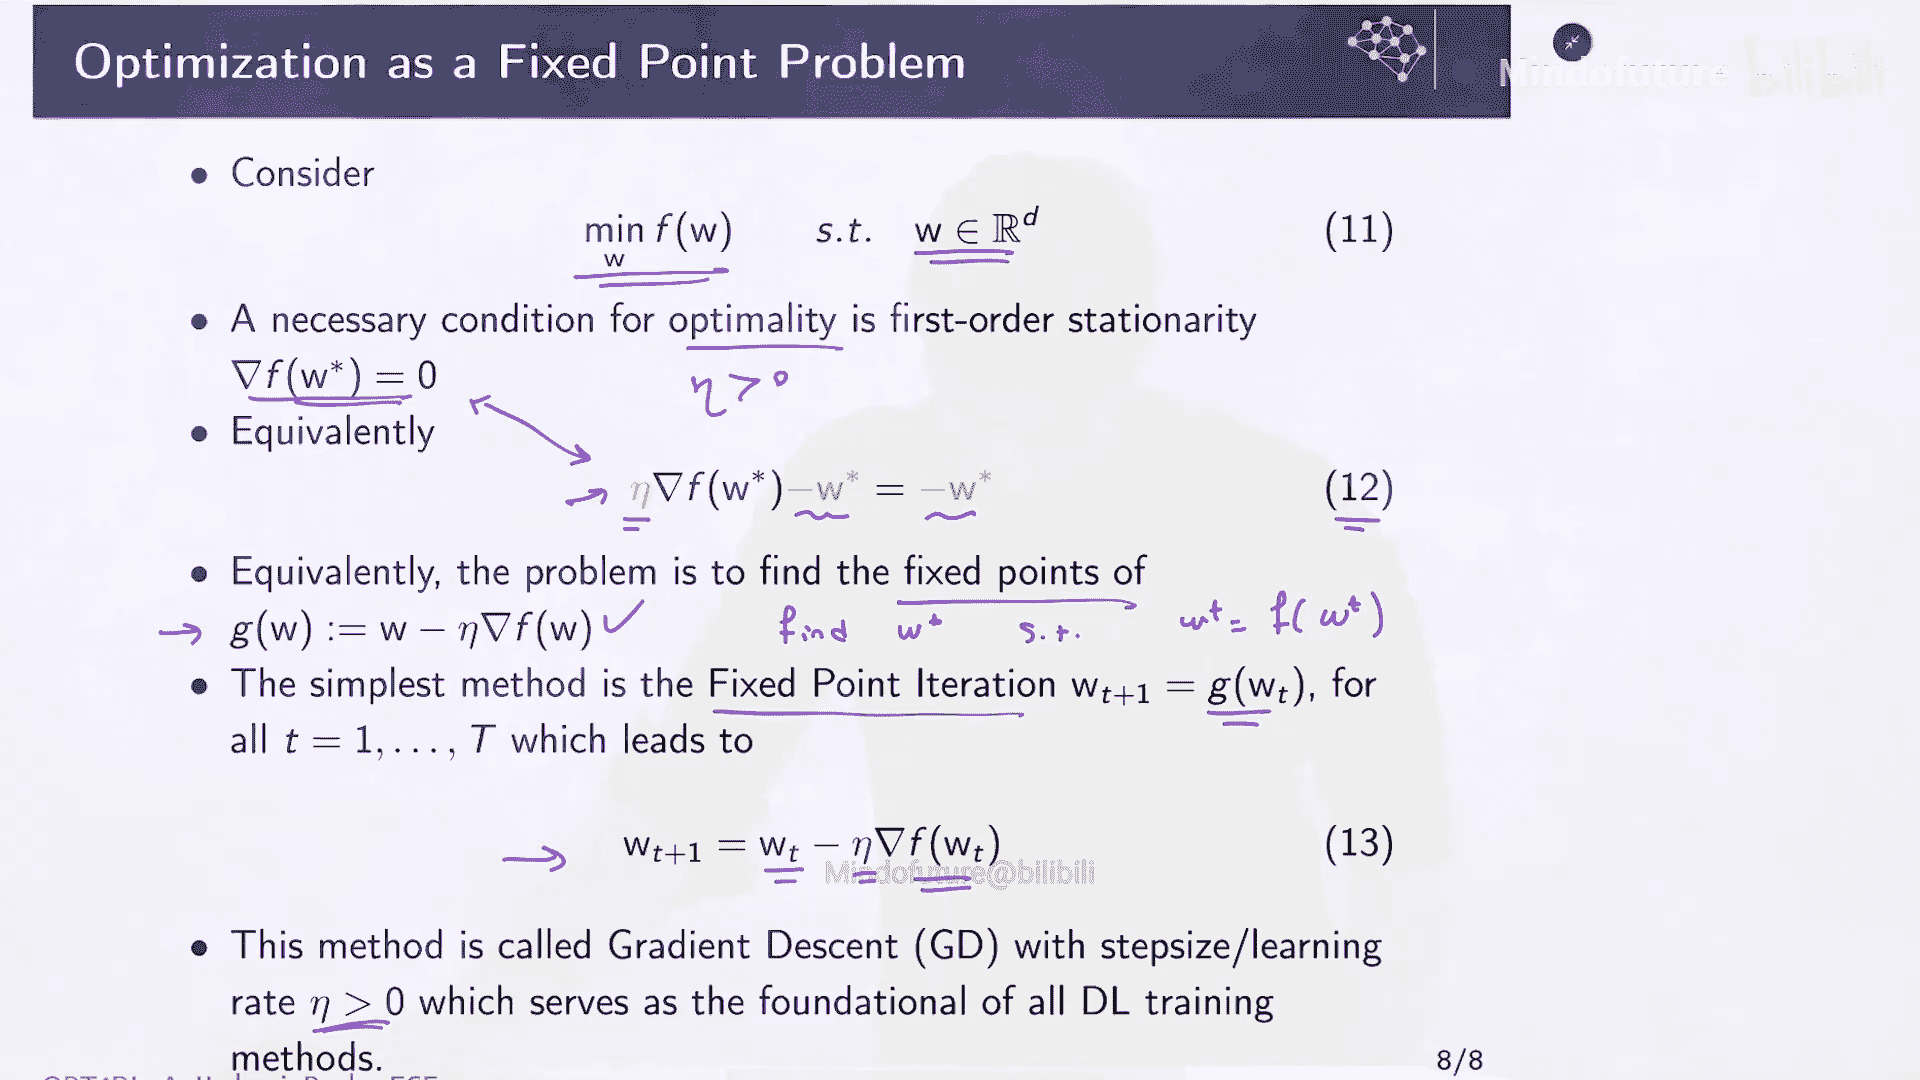 Optimization as a Fixed Point Problem
Mindofuture bilibili
• Consider
min f(w) s.t. w ∈ ℝ^d (11)
w
• A necessary condition for optimality is first-order stationarity
∇f(w*) = 0
η > 0
• Equivalently
η∇f(w*)−w* = −w* (12)
• Equivalently, the problem is to find the fixed points of
g(w) := w − η∇f(w)
find w* s.t. w* = f(w*)
• The simplest method is the Fixed Point Iteration w_{t+1} = g(w_t), for
all t = 1, . . . , T which leads to
w_{t+1} = w_t − η∇f(w_t) (13)
Mindofuture@bilibili
• This method is called Gradient Descent (GD) with stepsize/learning
rate η > 0 which serves as the foundational of all DL training
methods.
8/8